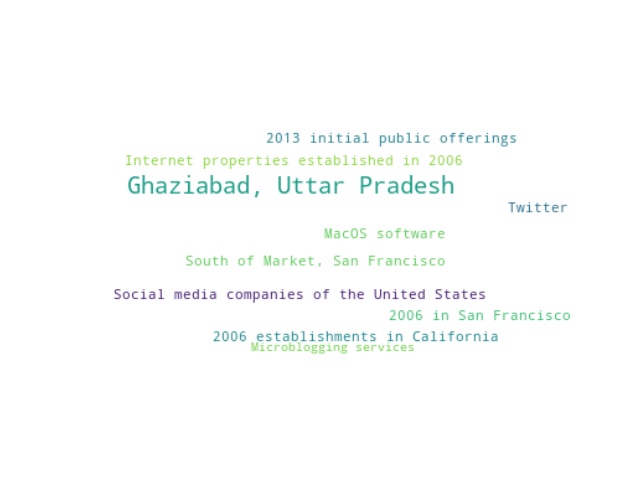 2013 initial public offerings
Internet properties established in 2006
Ghaziabad, Uttar Pradesh
Twitter
MacOS software
South of Market, San Francisco
Social media companies of the United States
2006 in San Francisco
2006 establishments in California
Microblogging services